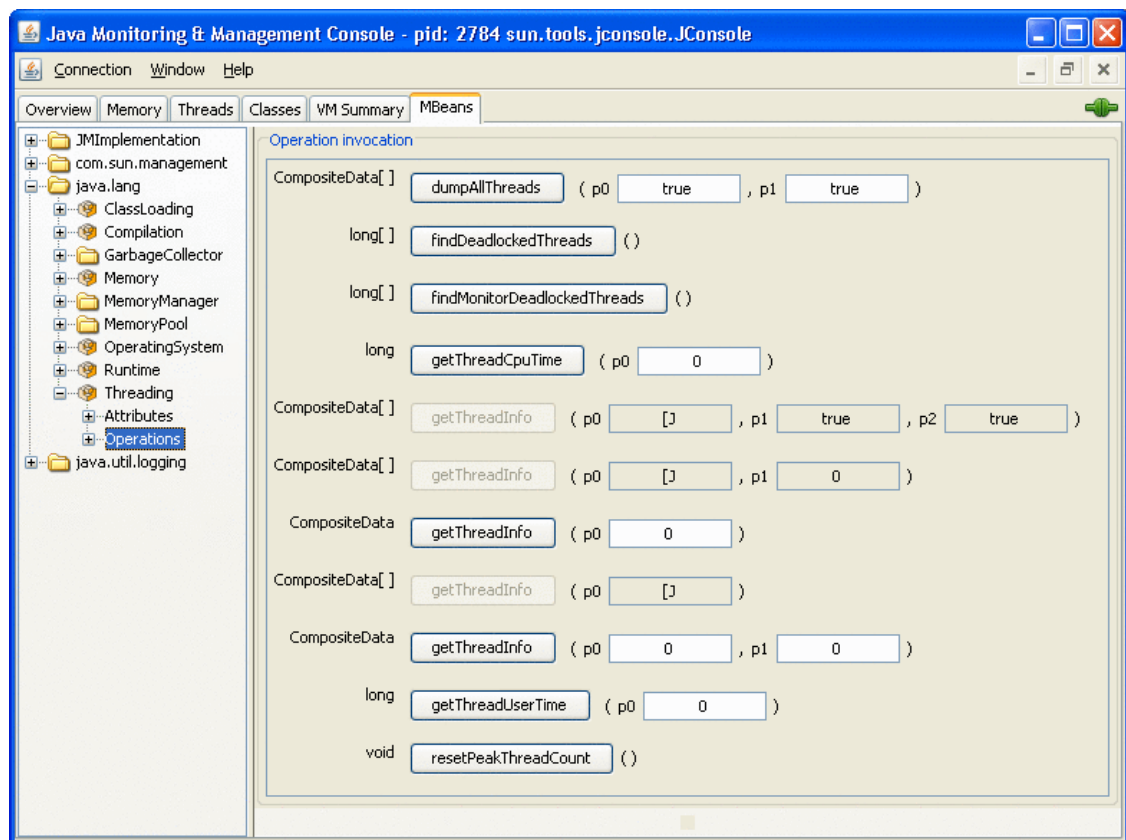 Java Monitoring & Management Console - pid: 2784 sun.tools.jconsole.JConsole
Connection Window Help
Overview Memory Threads Classes VM Summary MBeans
JMImplementation
com.sun.management
java.lang
ClassLoading
Compilation
GarbageCollector
Memory
MemoryManager
MemoryPool
OperatingSystem
Runtime
Threading
Attributes
Operations
java.util.logging
Operation invocation
CompositeData[ ] dumpAllThreads ( p0 true , p1 true )
long[ ] findDeadlockedThreads ( )
long[ ] findMonitorDeadlockedThreads ( )
long getThreadCpuTime ( p0 0 )
CompositeData[ ] getThreadInfo ( p0 [J , p1 true , p2 true )
CompositeData[ ] getThreadInfo ( p0 [J , p1 0 )
CompositeData getThreadInfo ( p0 0 )
CompositeData[ ] getThreadInfo ( p0 [J )
CompositeData getThreadInfo ( p0 0 , p1 0 )
long getThreadUserTime ( p0 0 )
void resetPeakThreadCount ( )